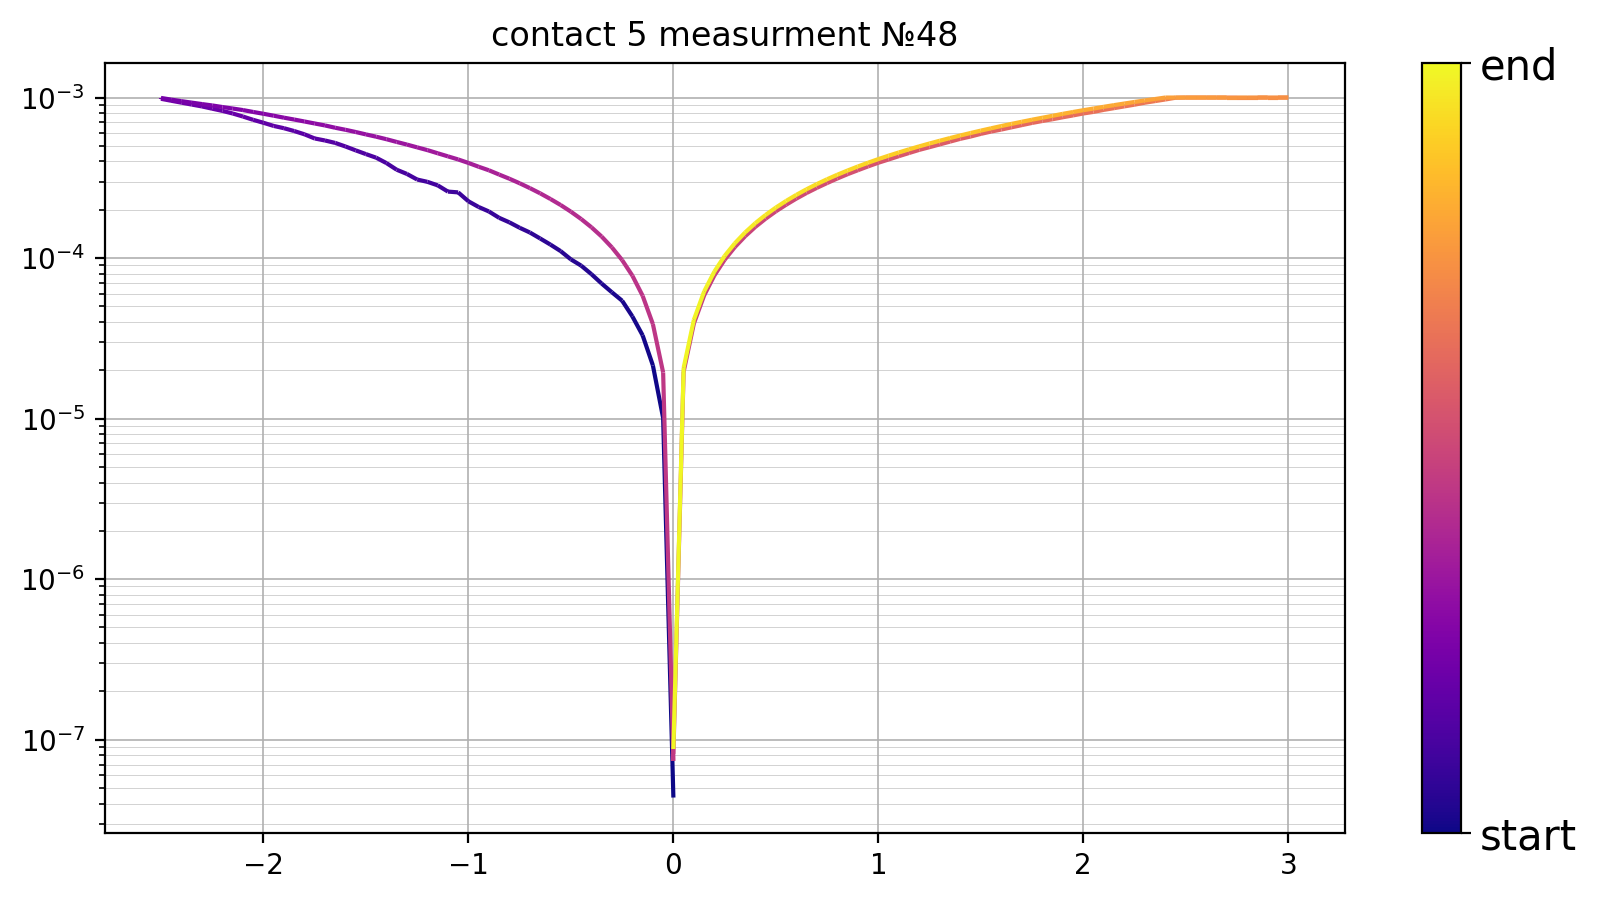 contact 5 measurment №48
10⁻³
10⁻⁴
10⁻⁵
10⁻⁶
10⁻⁷
−2 −1 0 1 2 3
end
start